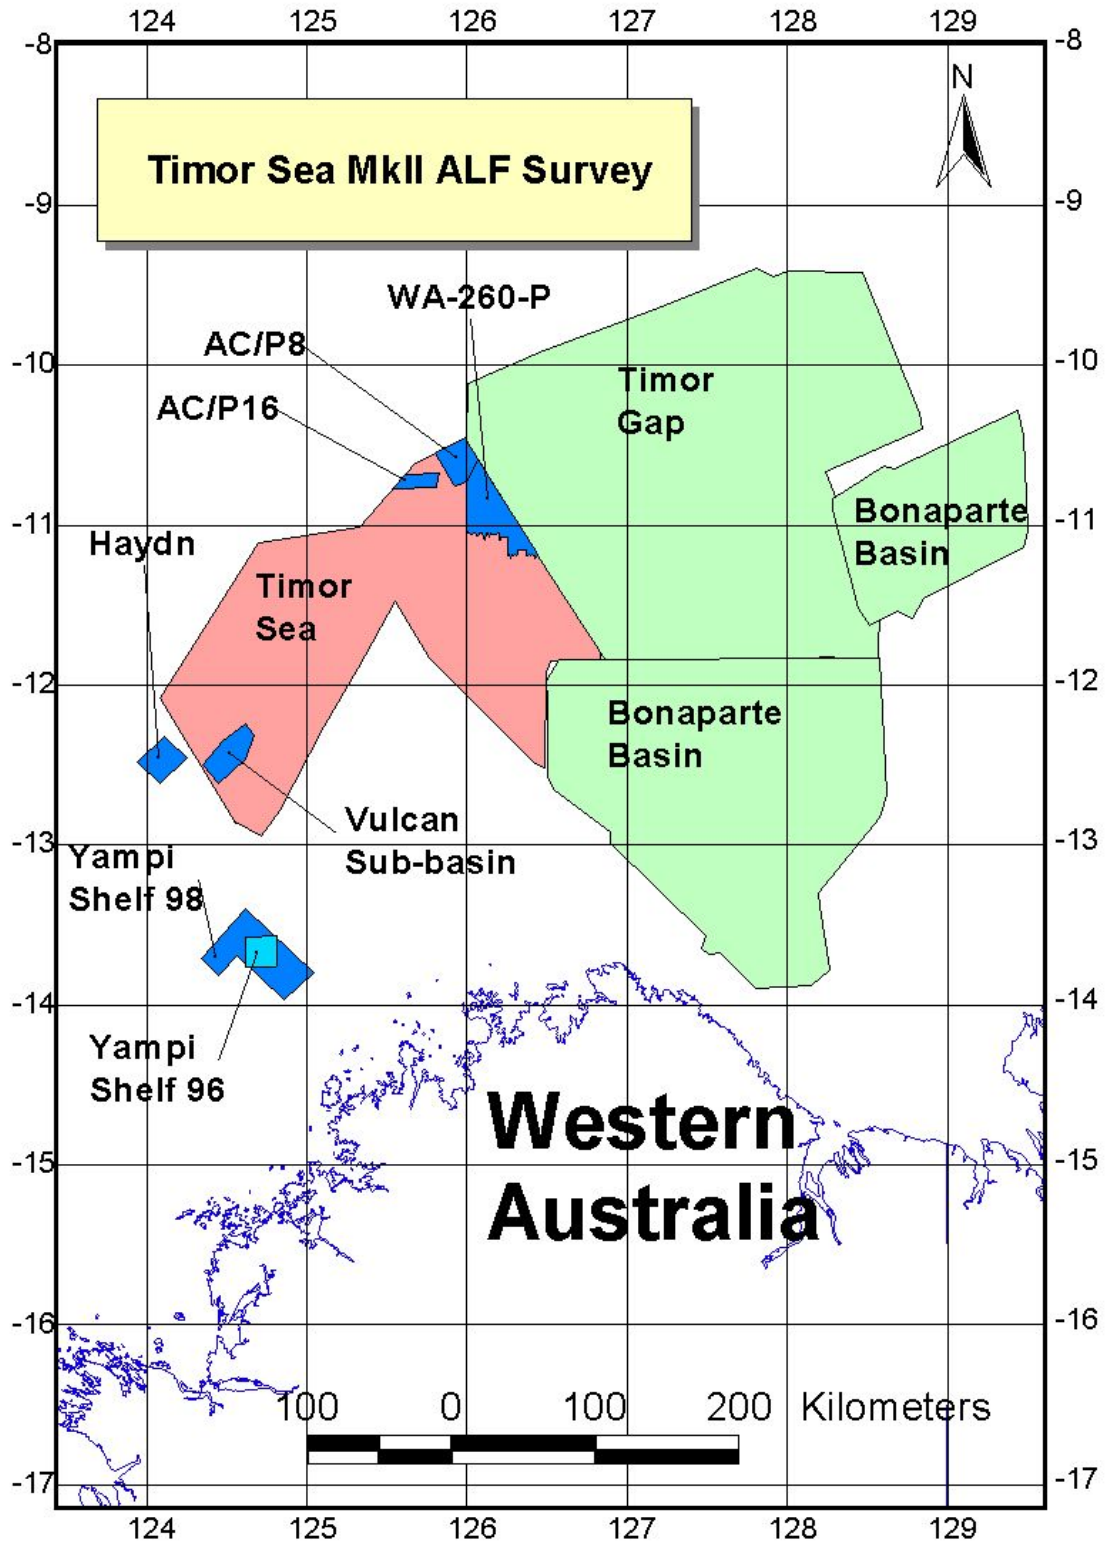 124 125 126 127 128 129
-8 -8
N
Timor Sea MkII ALF Survey
-9 -9
WA-260-P
AC/P8
-10 -10
Timor
Gap
AC/P16
Bonaparte
Basin
-11 -11
Haydn
Timor
Sea
-12 -12
Bonaparte
Basin
Vulcan
Sub-basin
-13 -13
Yampi
Shelf 98
-14 -14
Yampi
Shelf 96
Western
Australia
-15 -15
-16 -16
100 0 100 200 Kilometers
-17 -17
124 125 126 127 128 129